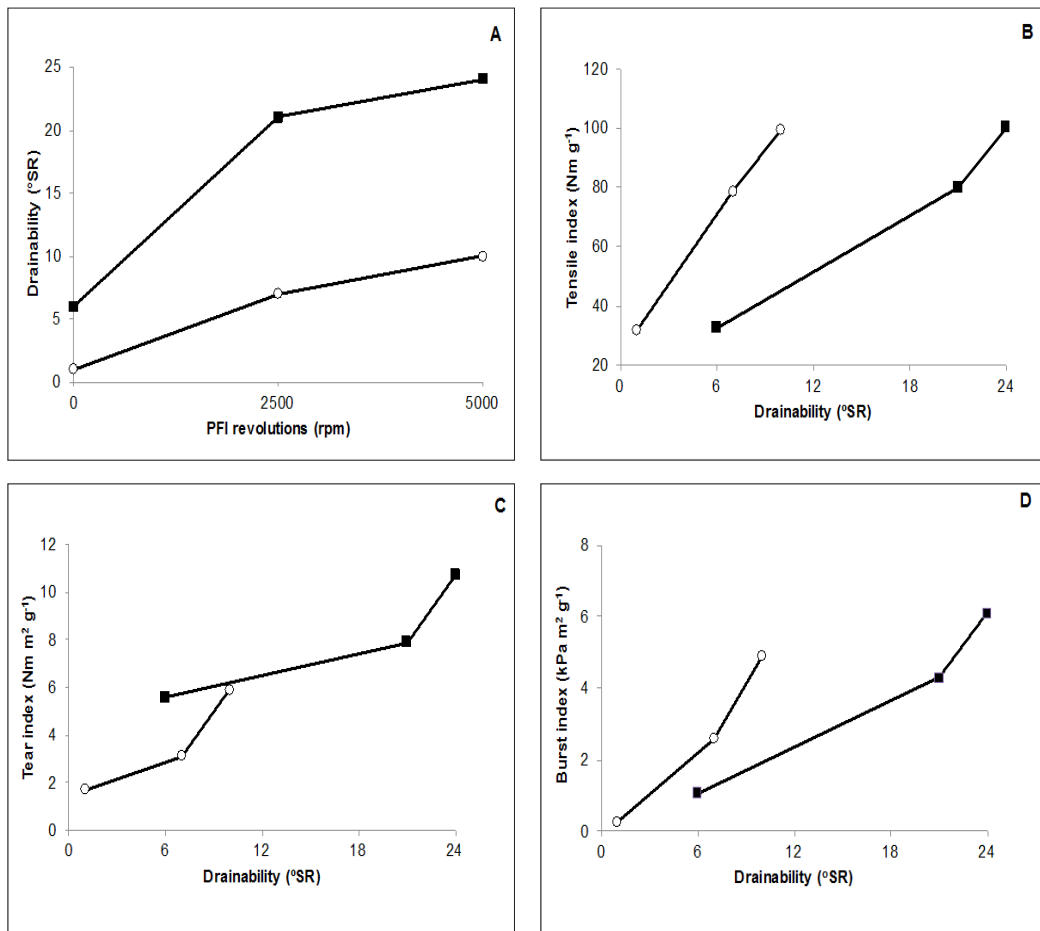 A
Drainability (°SR)
25
20
15
10
5
0
0 2500 5000
PFI revolutions (rpm)
B
Tensile index (Nm g⁻¹)
120
100
80
60
40
20
0 6 12 18 24
Drainability (ºSR)
C
Tear index (Nm m² g⁻¹)
12
10
8
6
4
2
0
0 6 12 18 24
Drainability (ºSR)
D
Burst index (kPa m² g⁻¹)
8
6
4
2
0
0 6 12 18 24
Drainability (ºSR)